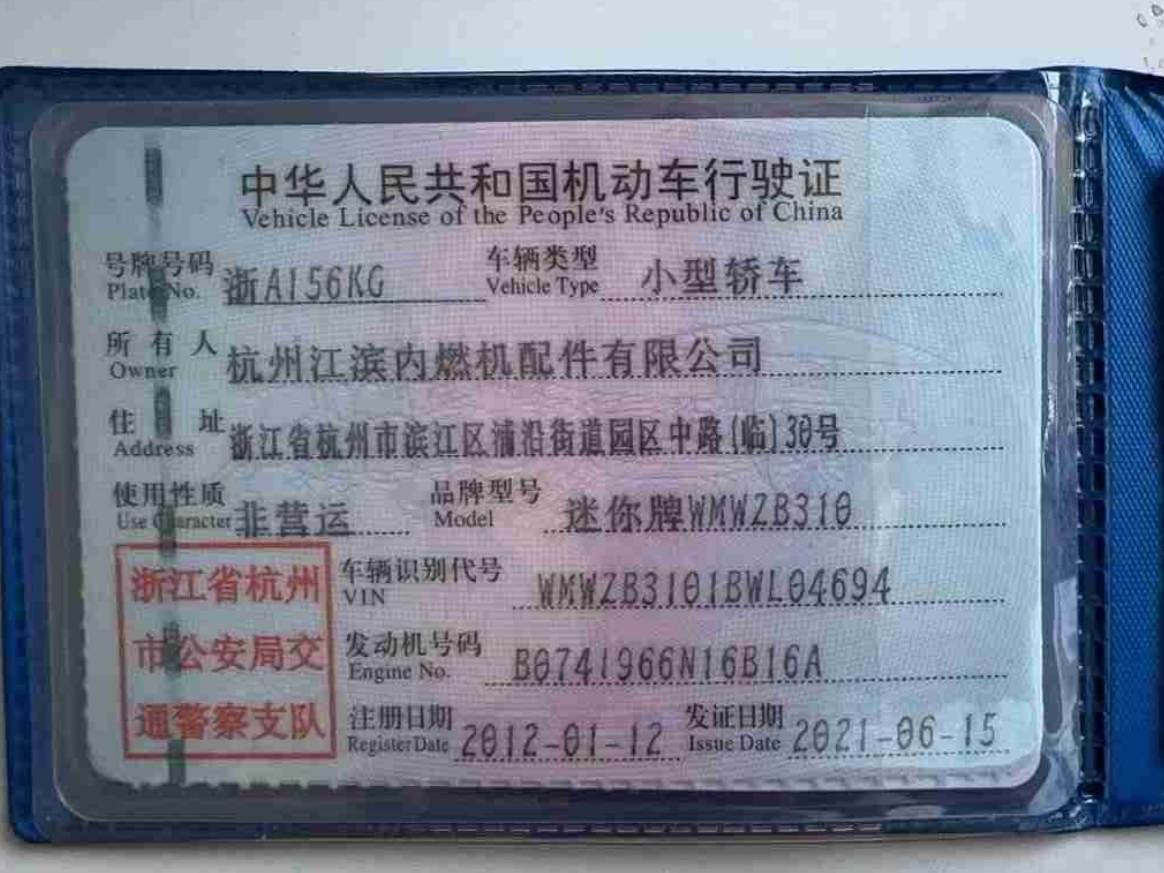 中华人民共和国机动车行驶证
Vehicle License of the People's Republic of China
号牌号码 浙A156KG 车辆类型 小型轿车
Plate No. Vehicle Type
所有人 杭州江滨内燃机配件有限公司
Owner
住址 浙江省杭州市滨江区浦沿街道园区中路(临)30号
Address
使用性质 非营运 品牌型号 迷你牌WMWZB310
Use Character Model
浙江省杭州
市公安局交
通警察支队
车辆识别代号 WMWZB3101BWL04694
VIN
发动机号码 B0741966N16B16A
Engine No.
注册日期 2012-01-12 发证日期 2021-06-15
Register Date Issue Date